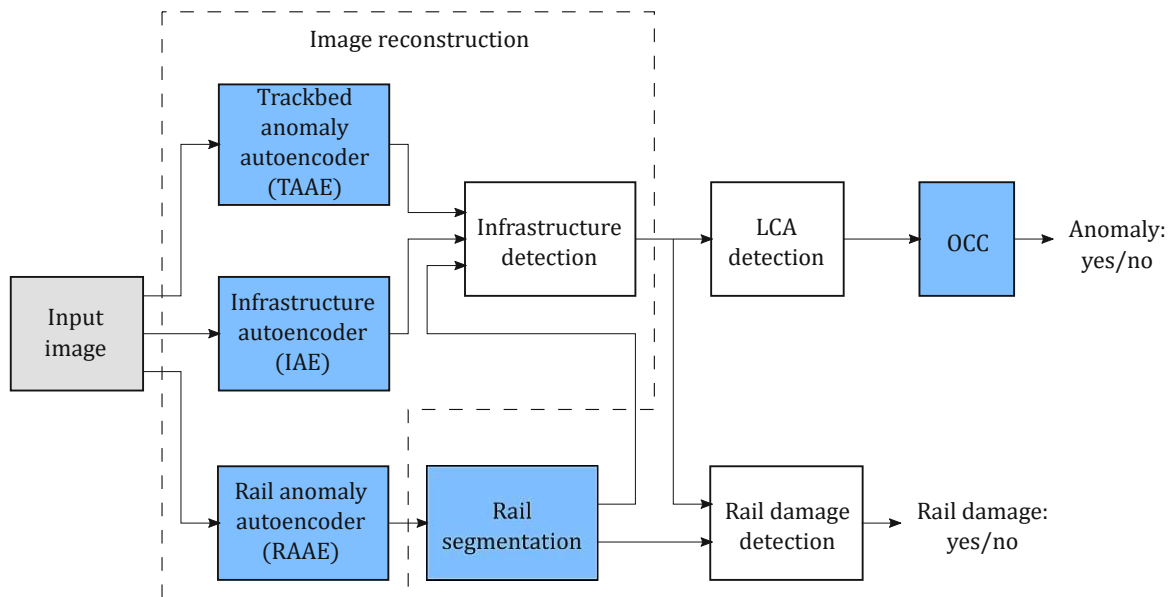 Image reconstruction
Trackbed
anomaly
autoencoder
(TAAE)
Infrastructure
detection
LCA
detection
OCC
Anomaly:
yes/no
Input
image
Infrastructure
autoencoder
(IAE)
Rail anomaly
autoencoder
(RAAE)
Rail
segmentation
Rail damage
detection
Rail damage:
yes/no